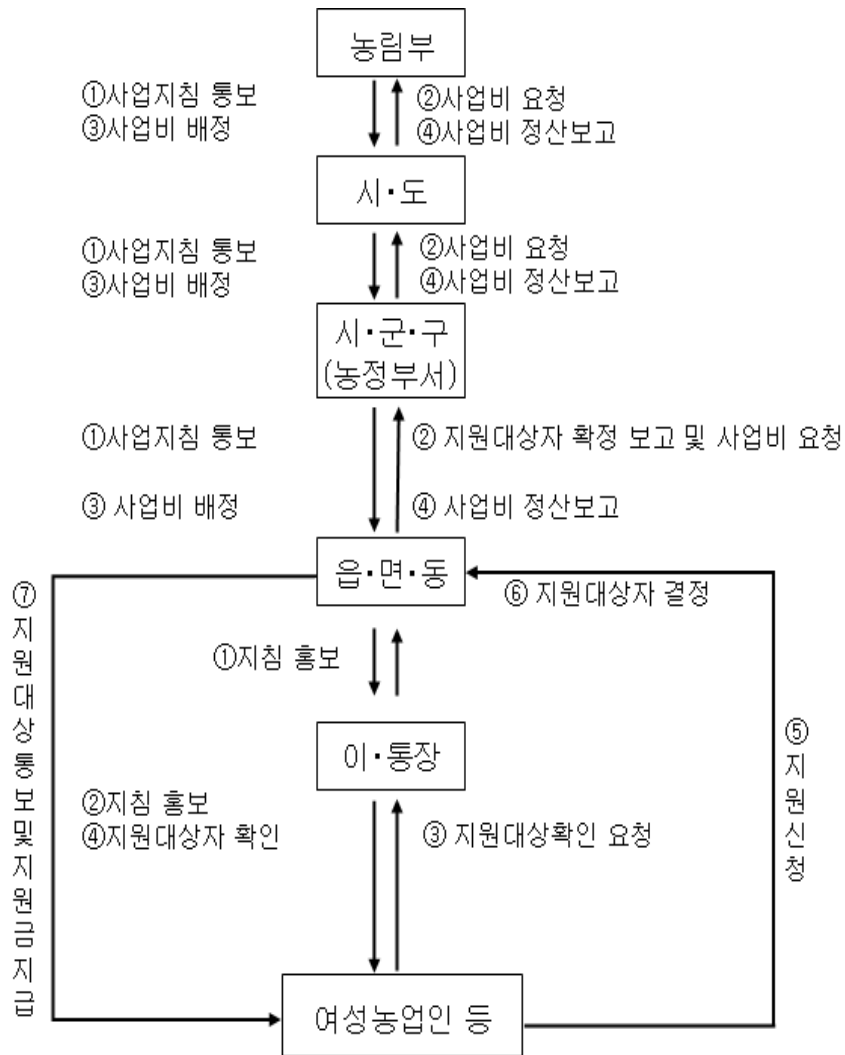 농림부
①사업지침 통보
③사업비 배정
②사업비 요청
④사업비 정산보고
시·도
①사업지침 통보
③사업비 배정
②사업비 요청
④사업비 정산보고
시·군·구
(농정부서)
①사업지침 통보
② 지원대상자 확정 보고 및 사업비 요청
③ 사업비 배정
④ 사업비 정산보고
읍·면·동
⑥ 지원대상자 결정
⑦지원대상통보및지원금지급
①지침 홍보
이·통장
⑤지원신청
②지침 홍보
④지원대상자 확인
③ 지원대상확인 요청
여성농업인 등